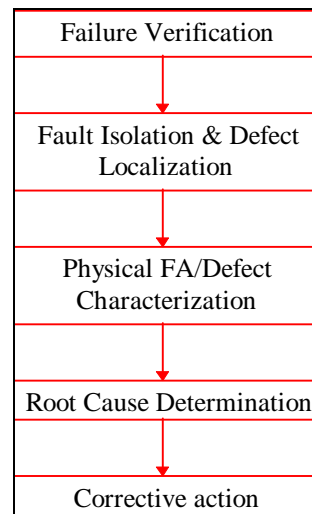 Failure Verification
Fault Isolation & Defect
Localization
Physical FA/Defect
Characterization
Root Cause Determination
Corrective action